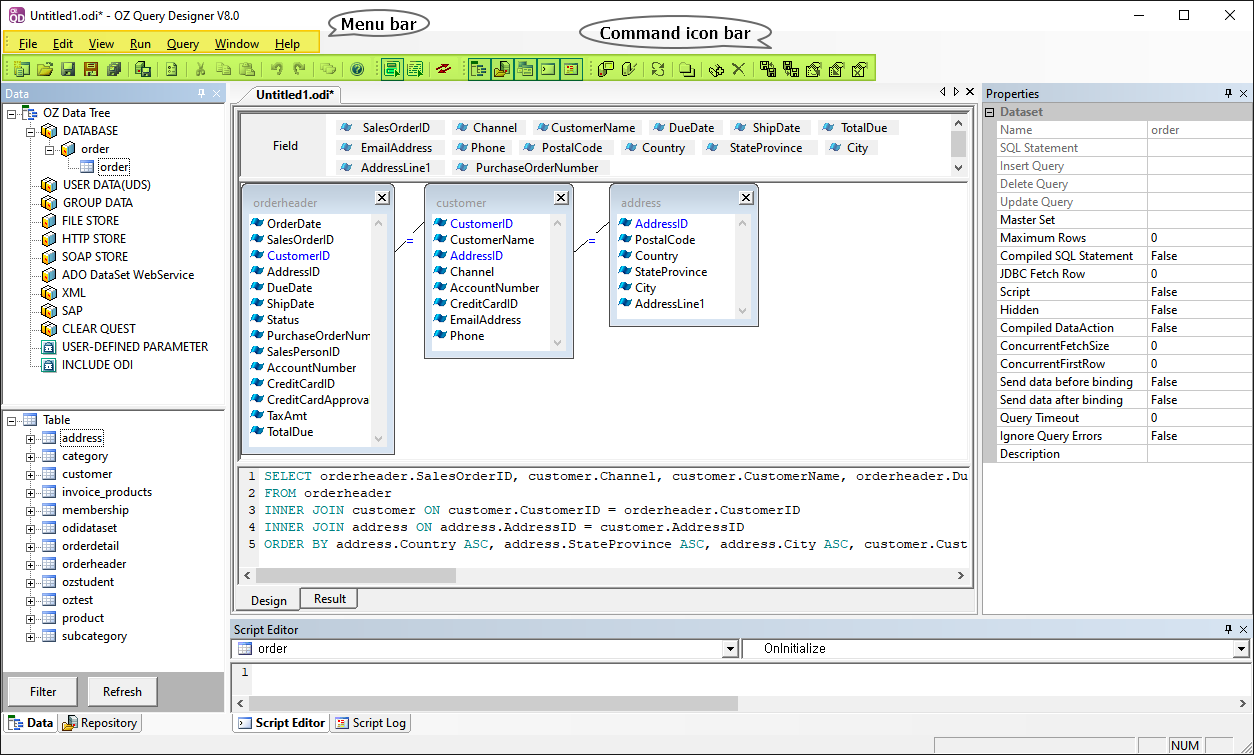 Untitled1.odi* - OZ Query Designer V8.0
Menu bar
Command icon bar
File Edit View Run Query Window Help
Data
OZ Data Tree
DATABASE
order
order
USER DATA(UDS)
GROUP DATA
FILE STORE
HTTP STORE
SOAP STORE
ADO DataSet WebService
XML
SAP
CLEAR QUEST
USER-DEFINED PARAMETER
INCLUDE ODI
Table
address
category
customer
invoice_products
membership
odidataset
orderdetail
orderheader
ozstudent
oztest
product
subcategory
Filter Refresh
Data Repository
Untitled1.odi*
Field
SalesOrderID Channel CustomerName DueDate ShipDate TotalDue
EmailAddress Phone PostalCode Country StateProvince City
AddressLine1 PurchaseOrderNumber
orderheader
OrderDate
SalesOrderID
CustomerID
AddressID
DueDate
ShipDate
Status
PurchaseOrderNum
SalesPersonID
AccountNumber
CreditCardID
CreditCardApprova
TaxAmt
TotalDue
=
customer
CustomerID
CustomerName
AddressID
Channel
AccountNumber
CreditCardID
EmailAddress
Phone
=
address
AddressID
PostalCode
Country
StateProvince
City
AddressLine1
1 SELECT orderheader.SalesOrderID, customer.Channel, customer.CustomerName, orderheader.Du
2 FROM orderheader
3 INNER JOIN customer ON customer.CustomerID = orderheader.CustomerID
4 INNER JOIN address ON address.AddressID = customer.AddressID
5 ORDER BY address.Country ASC, address.StateProvince ASC, address.City ASC, customer.Cust
Design Result
Script Editor
order OnInitialize
1
Script Editor Script Log
Properties
Dataset
Name order
SQL Statement
Insert Query
Delete Query
Update Query
Master Set
Maximum Rows 0
Compiled SQL Statement False
JDBC Fetch Row 0
Script False
Hidden False
Compiled DataAction False
ConcurrentFetchSize 0
ConcurrentFirstRow 0
Send data before binding False
Send data after binding False
Query Timeout 0
Ignore Query Errors False
Description
NUM